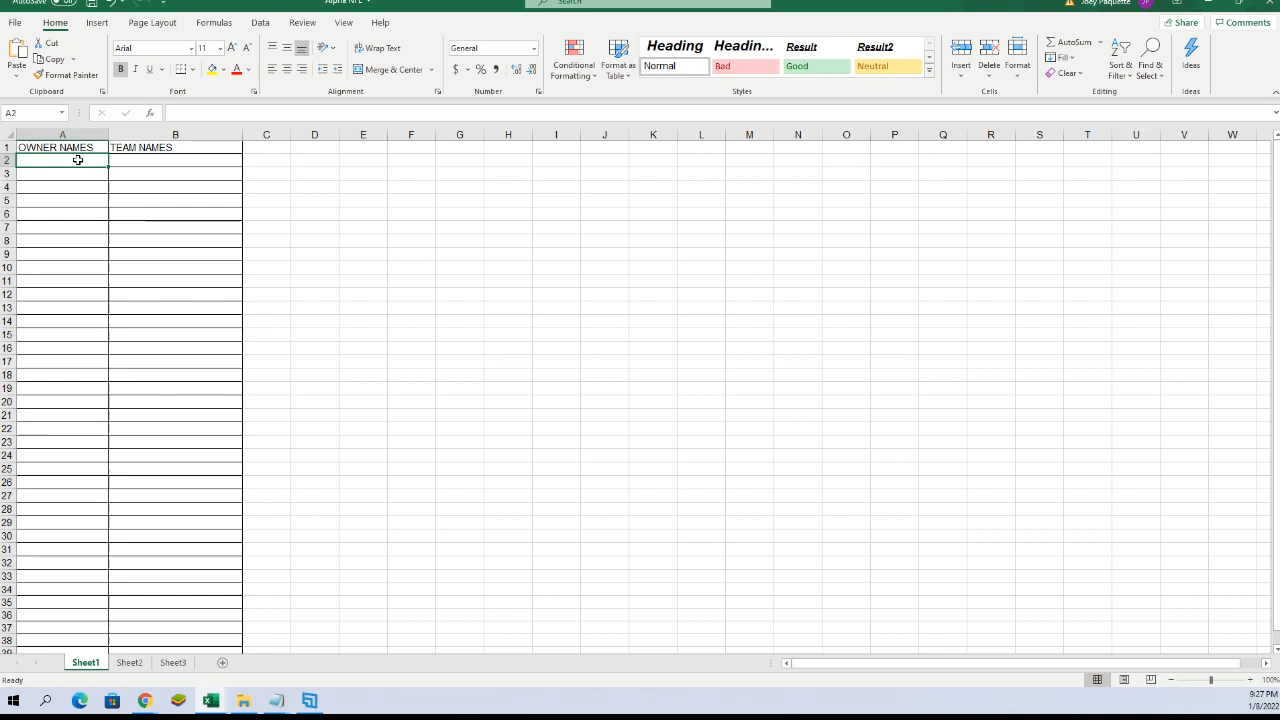 AutoSave Off Alpha NFL Search Joey Paquette JP
File Home Insert Page Layout Formulas Data Review View Help Share Comments
Paste Cut Copy Format Painter
Clipboard
Arial 11
Font
Wrap Text
Merge & Center
Alignment
General
Number
Conditional Formatting Format as Table
Heading Headin... Result Result2
Normal Bad Good Neutral
Styles
Insert Delete Format
Cells
AutoSum
Fill
Clear
Sort & Filter Find & Select
Editing
Ideas
Ideas
A2 fx
A B C D E F G H I J K L M N O P Q R S T U V W
1 OWNER NAMES TEAM NAMES
2
3
4
5
6
7
8
9
10
11
12
13
14
15
16
17
18
19
20
21
22
23
24
25
26
27
28
29
30
31
32
33
34
35
36
37
38
39
Sheet1 Sheet2 Sheet3
Ready 100%
9:27 PM
1/8/2022